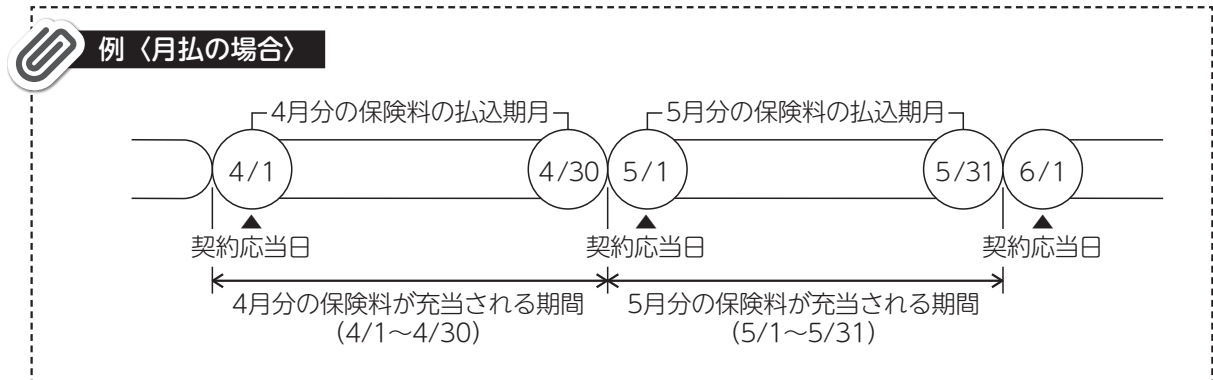 例〈月払の場合〉
4月分の保険料の払込期月
5月分の保険料の払込期月
4/1
4/30
5/1
5/31
6/1
契約応当日
契約応当日
契約応当日
4月分の保険料が充当される期間
(4/1～4/30)
5月分の保険料が充当される期間
(5/1～5/31)